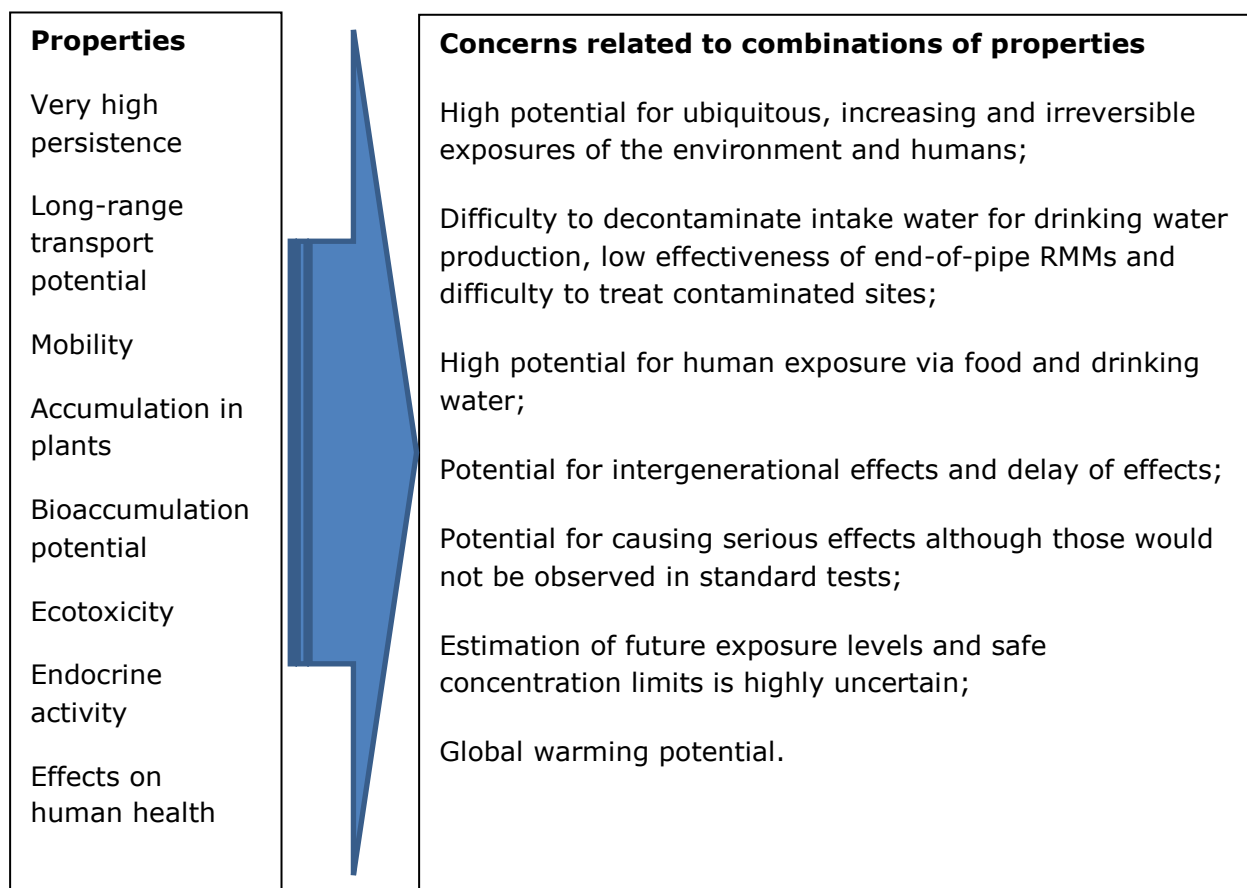 Properties
Very high
persistence
Long-range
transport
potential
Mobility
Accumulation in
plants
Bioaccumulation
potential
Ecotoxicity
Endocrine
activity
Effects on
human health
Concerns related to combinations of properties
High potential for ubiquitous, increasing and irreversible
exposures of the environment and humans;
Difficulty to decontaminate intake water for drinking water
production, low effectiveness of end-of-pipe RMMs and
difficulty to treat contaminated sites;
High potential for human exposure via food and drinking
water;
Potential for intergenerational effects and delay of effects;
Potential for causing serious effects although those would
not be observed in standard tests;
Estimation of future exposure levels and safe
concentration limits is highly uncertain;
Global warming potential.